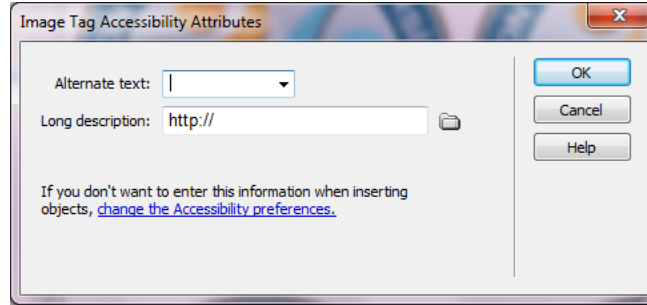 Image Tag Accessibility Attributes
Alternate text:
OK
Long description: http://
Cancel
Help
If you don't want to enter this information when inserting
objects, change the Accessibility preferences.